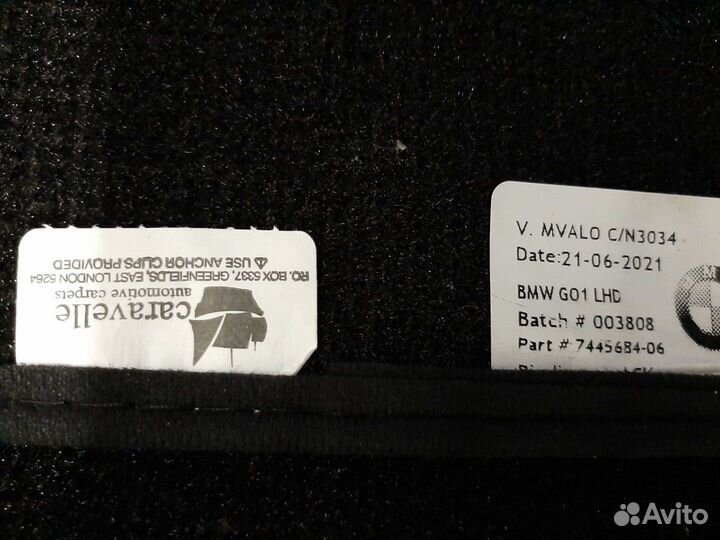 caravelle
automotive carpets
P.O. BOX 5337, GREENFIELDS, EAST LONDON 5264
⚠ USE ANCHOR CLIPS PROVIDED
V. MVALO C/N3034
Date:21-06-2021
BMW G01 LHD
Batch # 003808
Part # 7445684-06
Avito